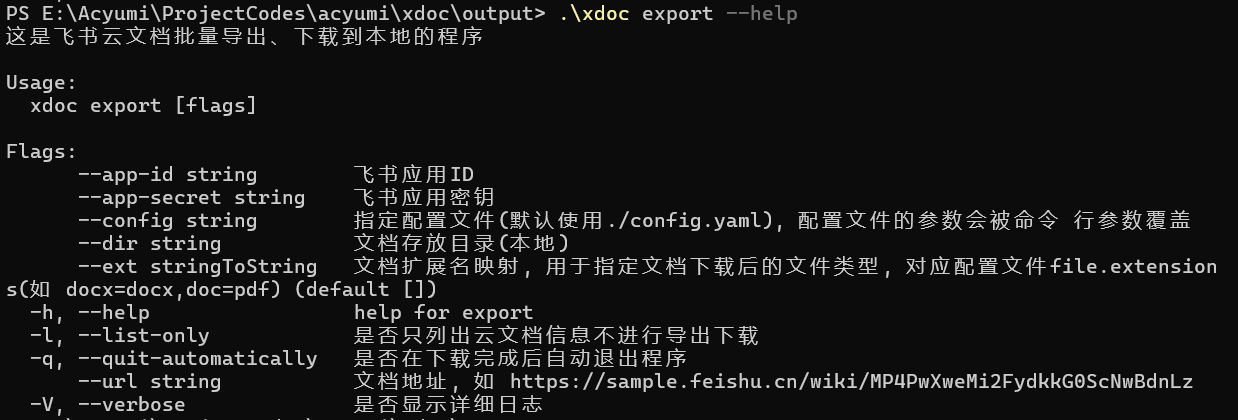 PS E:\Acyumi\ProjectCodes\acyumi\xdoc\output> .\xdoc export --help
这是飞书云文档批量导出、下载到本地的程序
Usage:
  xdoc export [flags]
Flags:
      --app-id string        飞书应用ID
      --app-secret string    飞书应用密钥
      --config string        指定配置文件(默认使用./config.yaml), 配置文件的参数会被命令 行参数覆盖
      --dir string           文档存放目录(本地)
      --ext stringToString   文档扩展名映射, 用于指定文档下载后的文件类型, 对应配置文件file.extension
s(如 docx=docx,doc=pdf) (default [])
  -h, --help                 help for export
  -l, --list-only            是否只列出云文档信息不进行导出下载
  -q, --quit-automatically   是否在下载完成后自动退出程序
      --url string           文档地址, 如 https://sample.feishu.cn/wiki/MP4PwXweMi2FydkkG0ScNwBdnLz
  -V, --verbose              是否显示详细日志